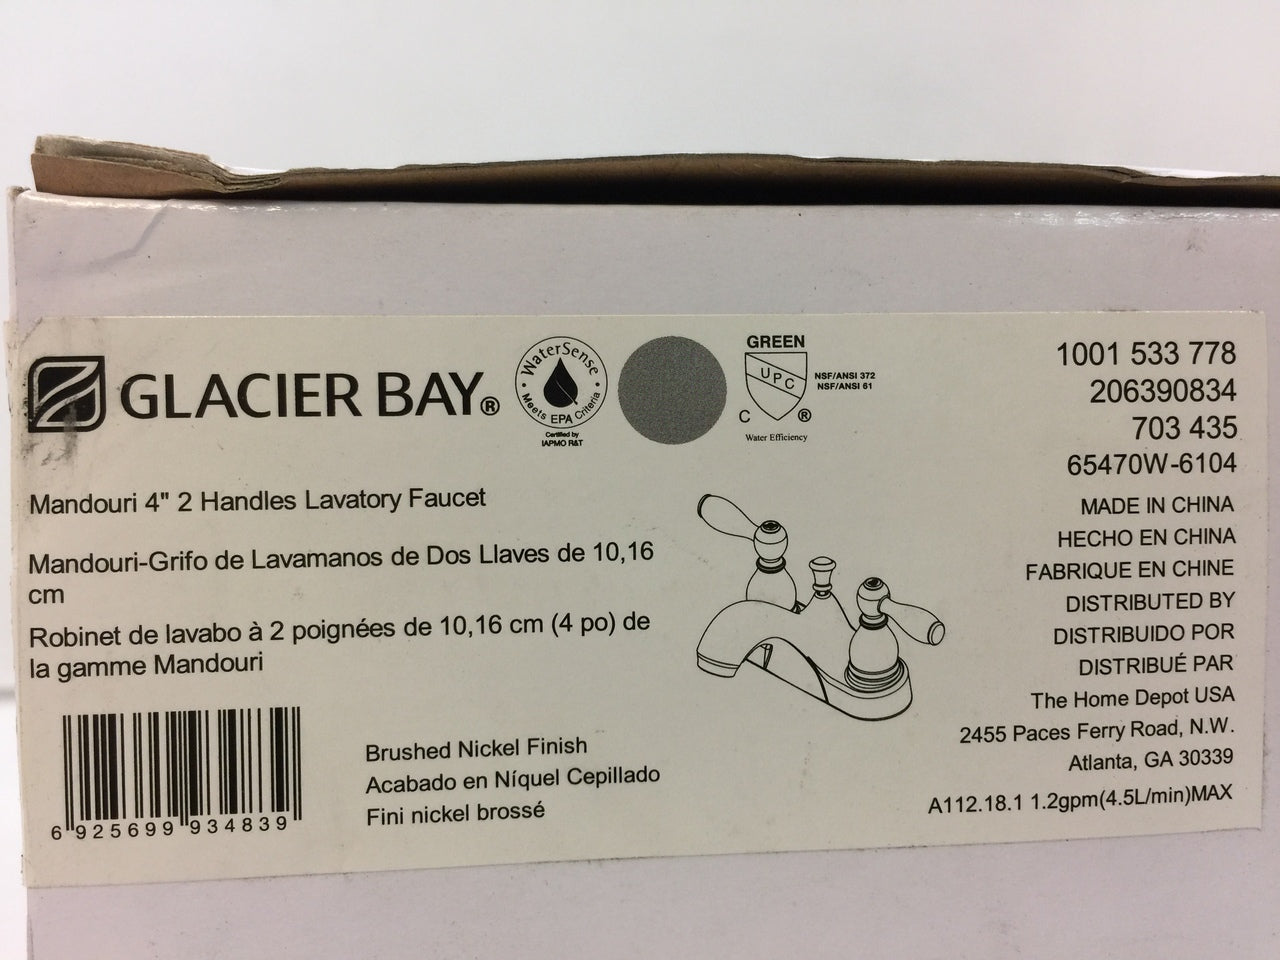 GLACIER BAY®
WaterSense
Meets EPA Criteria
Certified by
IAPMO R&T
GREEN
UPC
C ®
Water Efficiency
NSF/ANSI 372
NSF/ANSI 61
1001 533 778
206390834
703 435
65470W-6104
Mandouri 4" 2 Handles Lavatory Faucet
Mandouri-Grifo de Lavamanos de Dos Llaves de 10,16
cm
Robinet de lavabo à 2 poignées de 10,16 cm (4 po) de
la gamme Mandouri
MADE IN CHINA
HECHO EN CHINA
FABRIQUE EN CHINE
DISTRIBUTED BY
DISTRIBUIDO POR
DISTRIBUÉ PAR
The Home Depot USA
2455 Paces Ferry Road, N.W.
Atlanta, GA 30339
A112.18.1 1.2gpm(4.5L/min)MAX
Brushed Nickel Finish
Acabado en Níquel Cepillado
Fini nickel brossé
6 925699 934839